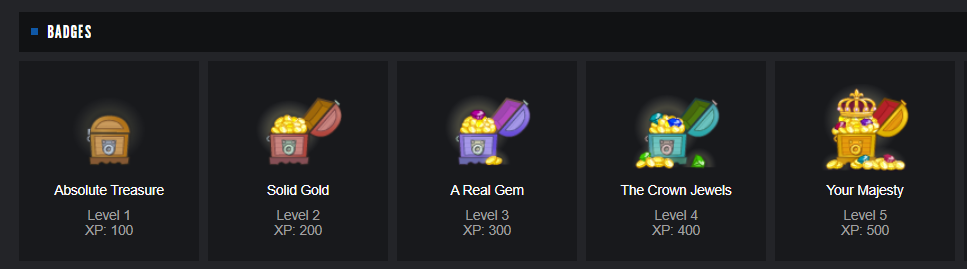 BADGES
Absolute Treasure
Level 1
XP: 100
Solid Gold
Level 2
XP: 200
A Real Gem
Level 3
XP: 300
The Crown Jewels
Level 4
XP: 400
Your Majesty
Level 5
XP: 500